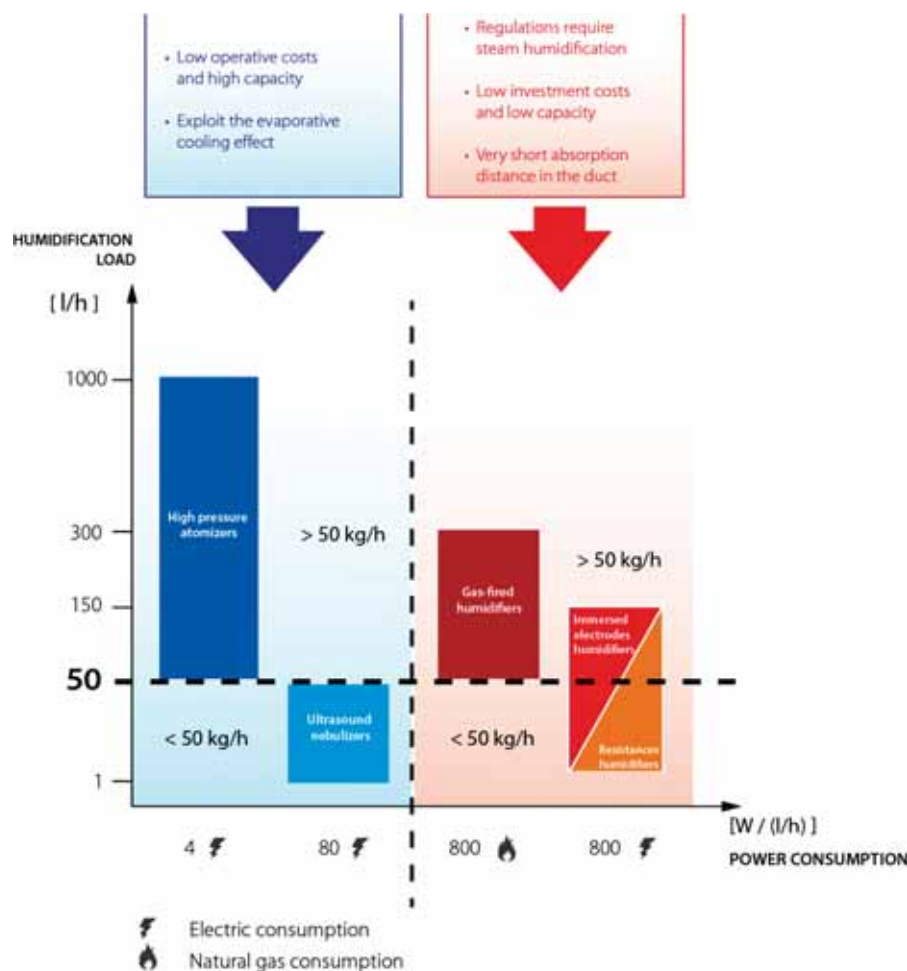 • Low operative costs
and high capacity
• Exploit the evaporative
cooling effect
• Regulations require
steam humidification
• Low investment costs
and low capacity
• Very short absorption
distance in the duct
HUMIDIFICATION
LOAD
[ l/h ]
1000
300
150
50
1
High pressure
atomizers
> 50 kg/h
< 50 kg/h
Ultrasound
nebulizers
Gas-fired
humidifiers
> 50 kg/h
Immersed
electrodes
humidifiers
Resistances
humidifiers
< 50 kg/h
4
80
800
800
[W / (l/h) ]
POWER CONSUMPTION
Electric consumption
Natural gas consumption